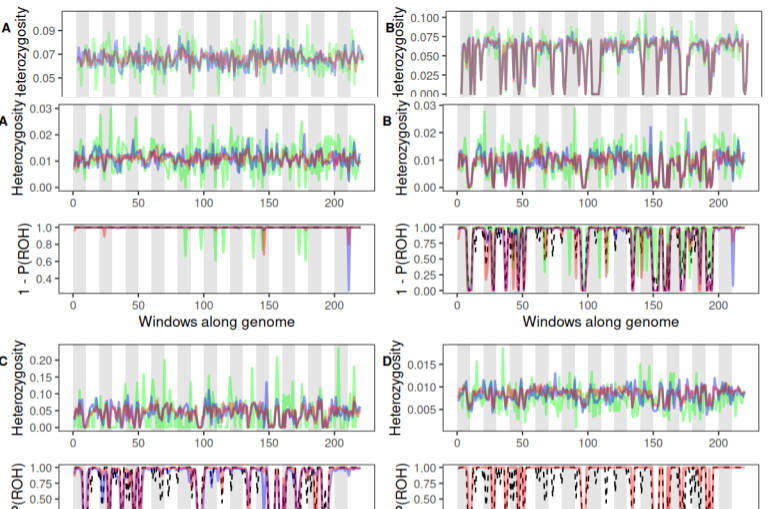 A
Heterozygosity
0.09
0.07
0.05
B
Heterozygosity
0.100
0.075
0.050
0.025
0.000
A
Heterozygosity
0.03
0.02
0.01
0.00
0 50 100 150 200
B
Heterozygosity
0.03
0.02
0.01
0.00
0 50 100 150 200
1 - P(ROH)
1.0
0.8
0.6
0.4
0 50 100 150 200
Windows along genome
1 - P(ROH)
1.00
0.75
0.50
0.25
0.00
0 50 100 150 200
Windows along genome
C
Heterozygosity
0.20
0.15
0.10
0.05
0.00
0 50 100 150 200
D
Heterozygosity
0.015
0.010
0.005
0 50 100 150 200
P(ROH)
1.00
0.75
0.50
P(ROH)
1.00
0.75
0.50